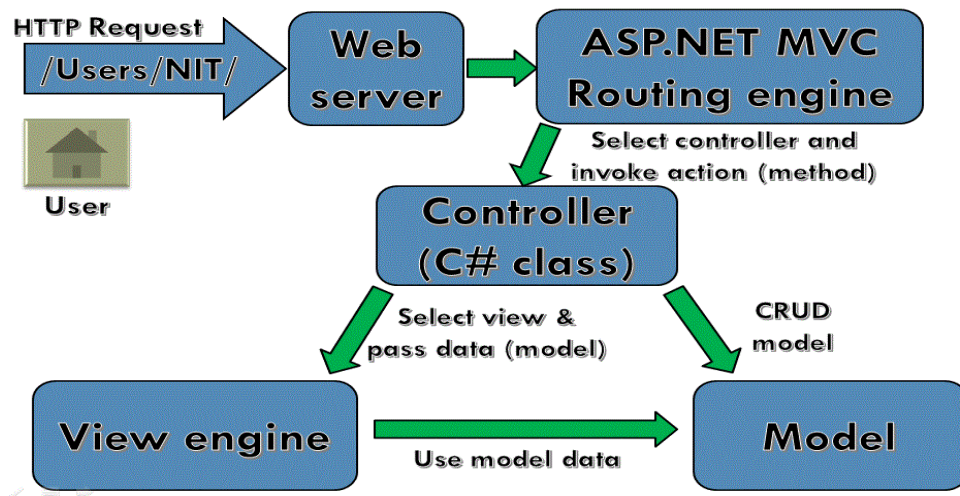 HTTP Request
/Users/NIT/
User
Web
server
ASP.NET MVC
Routing engine
Select controller and
invoke action (method)
Controller
(C# class)
Select view &
pass data (model)
CRUD
model
View engine
Use model data
Model